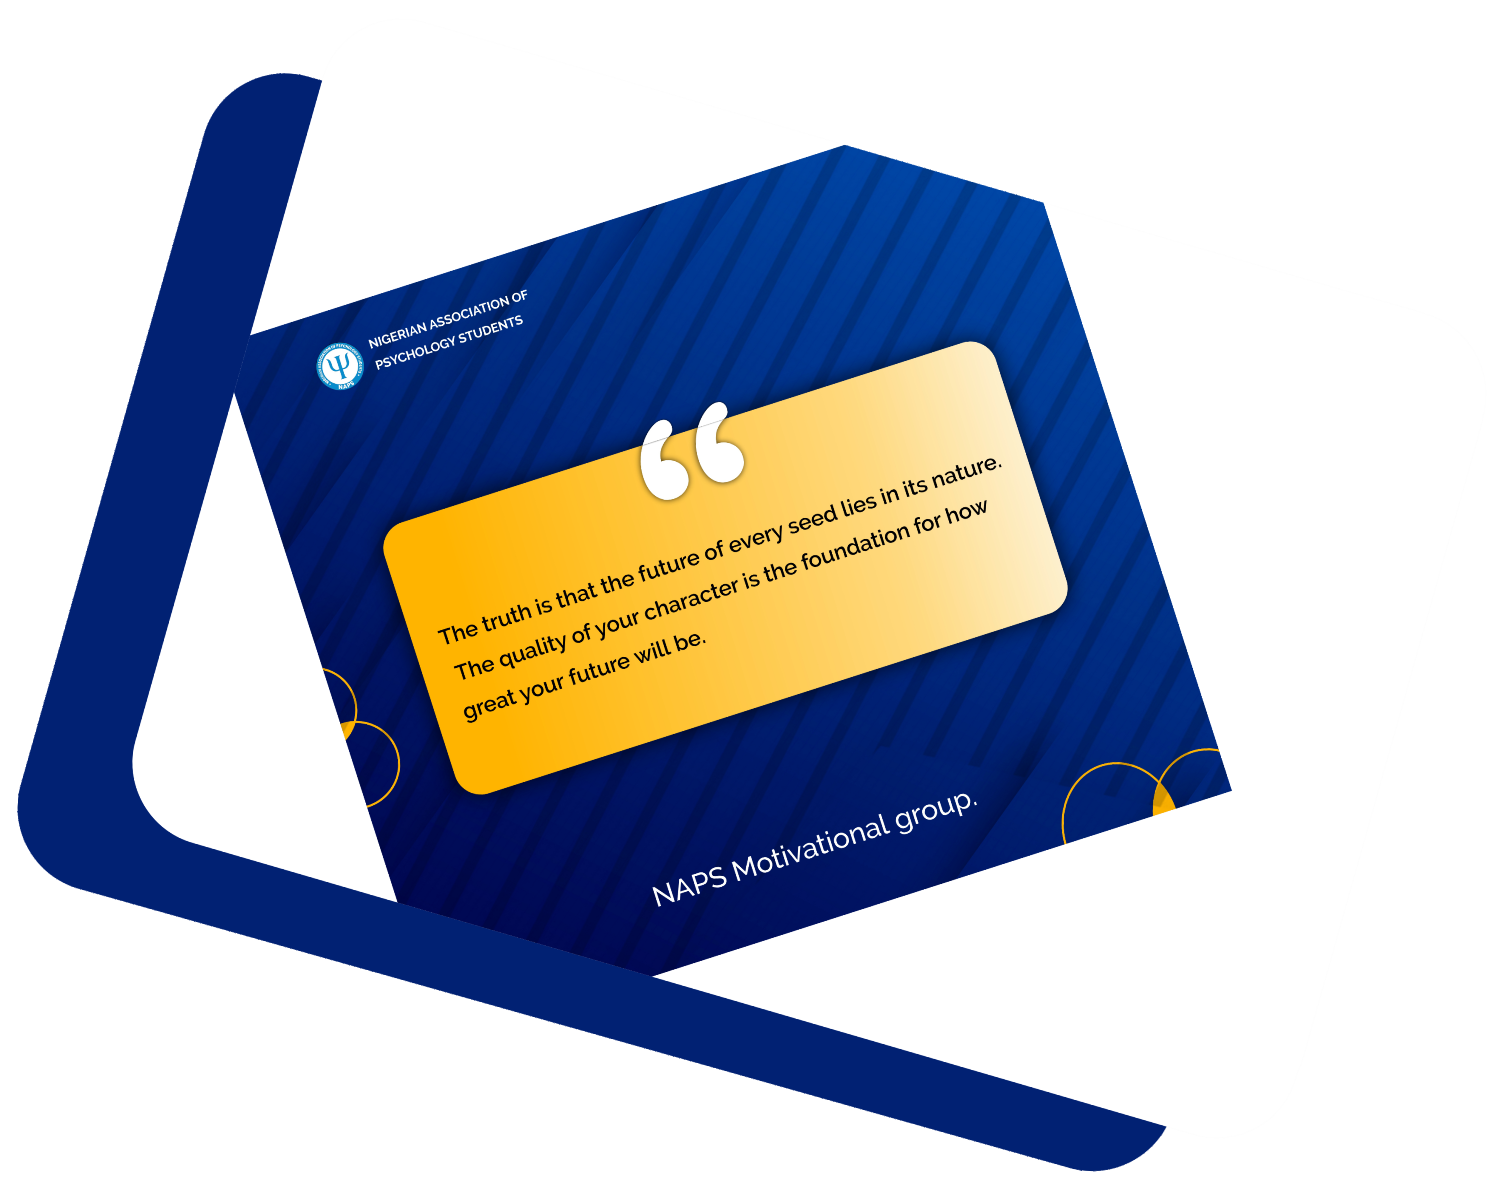 NIGERIAN ASSOCIATION OF
PSYCHOLOGY STUDENTS
NAPS
“
The truth is that the future of every seed lies in its nature.
The quality of your character is the foundation for how
great your future will be.
NAPS Motivational group.